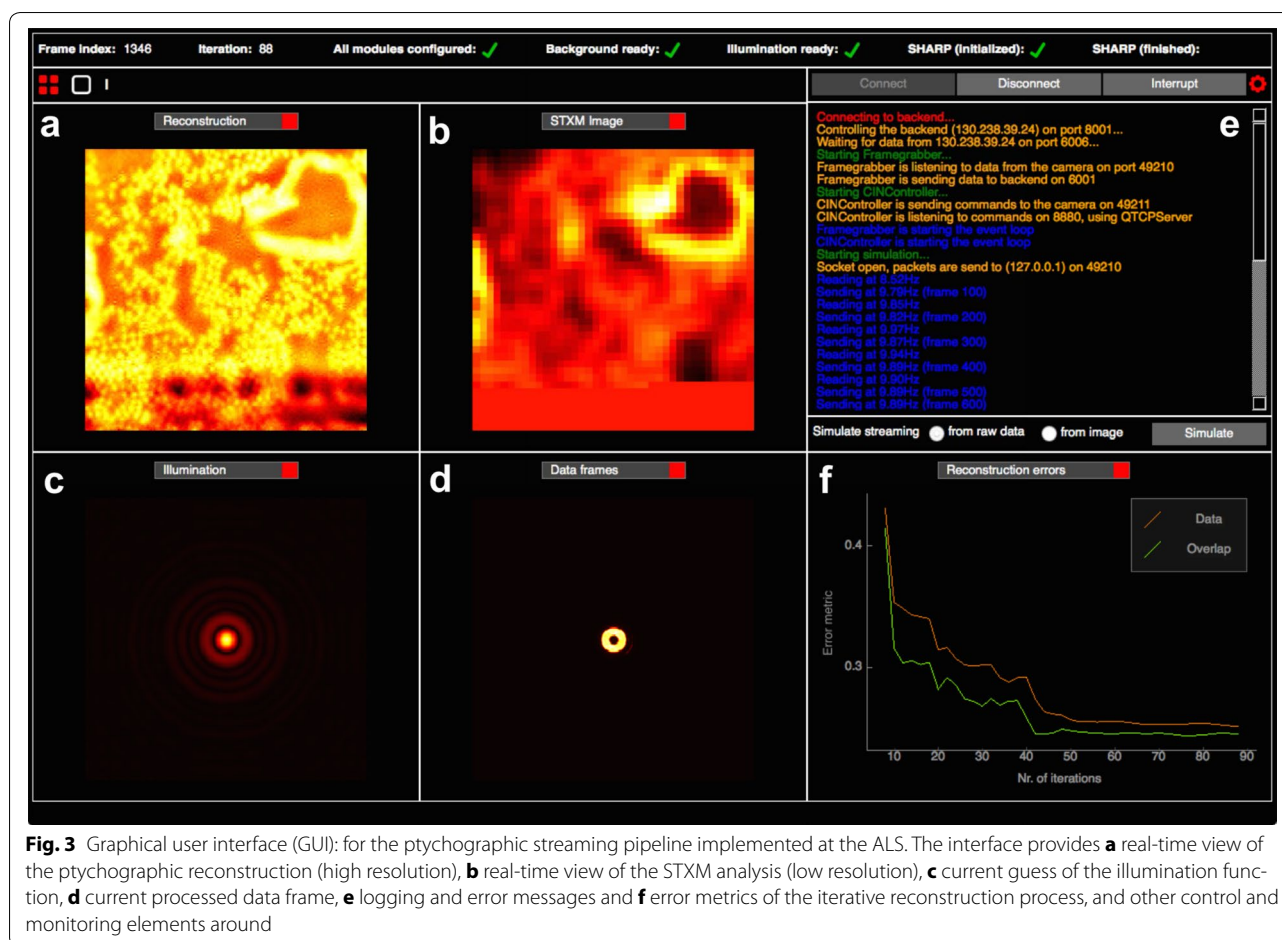 Frame index: 1346 Iteration: 88 All modules configured: Background ready: Illumination ready: SHARP (initialized): SHARP (finished):
I
Connect Disconnect Interrupt
a
Reconstruction
b
STXM Image
e
Connecting to backend...
Controlling the backend (130.238.39.24) on port 8001...
Waiting for data from 130.238.39.24 on port 6006...
Starting Framegrabber...
Framegrabber is listening to data from the camera on port 49210
Framegrabber is sending data to backend on 6001
Starting CINController...
CINController is sending commands to the camera on 49211
CINController is listening to commands on 8880, using QTCPServer
Framegrabber is starting the event loop
CINController is starting the event loop
Starting simulation...
Socket open, packets are send to (127.0.0.1) on 49210
Reading at 8.52Hz
Sending at 9.79Hz (frame 100)
Reading at 9.85Hz
Sending at 9.82Hz (frame 200)
Reading at 9.97Hz
Sending at 9.87Hz (frame 300)
Reading at 9.94Hz
Sending at 9.89Hz (frame 400)
Reading at 9.90Hz
Sending at 9.89Hz (frame 500)
Sending at 9.89Hz (frame 600)
Simulate streaming from raw data from image Simulate
c
Illumination
d
Data frames
f
Reconstruction errors
Data
Overlap
0.4
0.3
Error metric
10 20 30 40 50 60 70 80 90
Nr. of iterations
Fig. 3 Graphical user interface (GUI): for the ptychographic streaming pipeline implemented at the ALS. The interface provides a real-time view of
the ptychographic reconstruction (high resolution), b real-time view of the STXM analysis (low resolution), c current guess of the illumination func-
tion, d current processed data frame, e logging and error messages and f error metrics of the iterative reconstruction process, and other control and
monitoring elements around